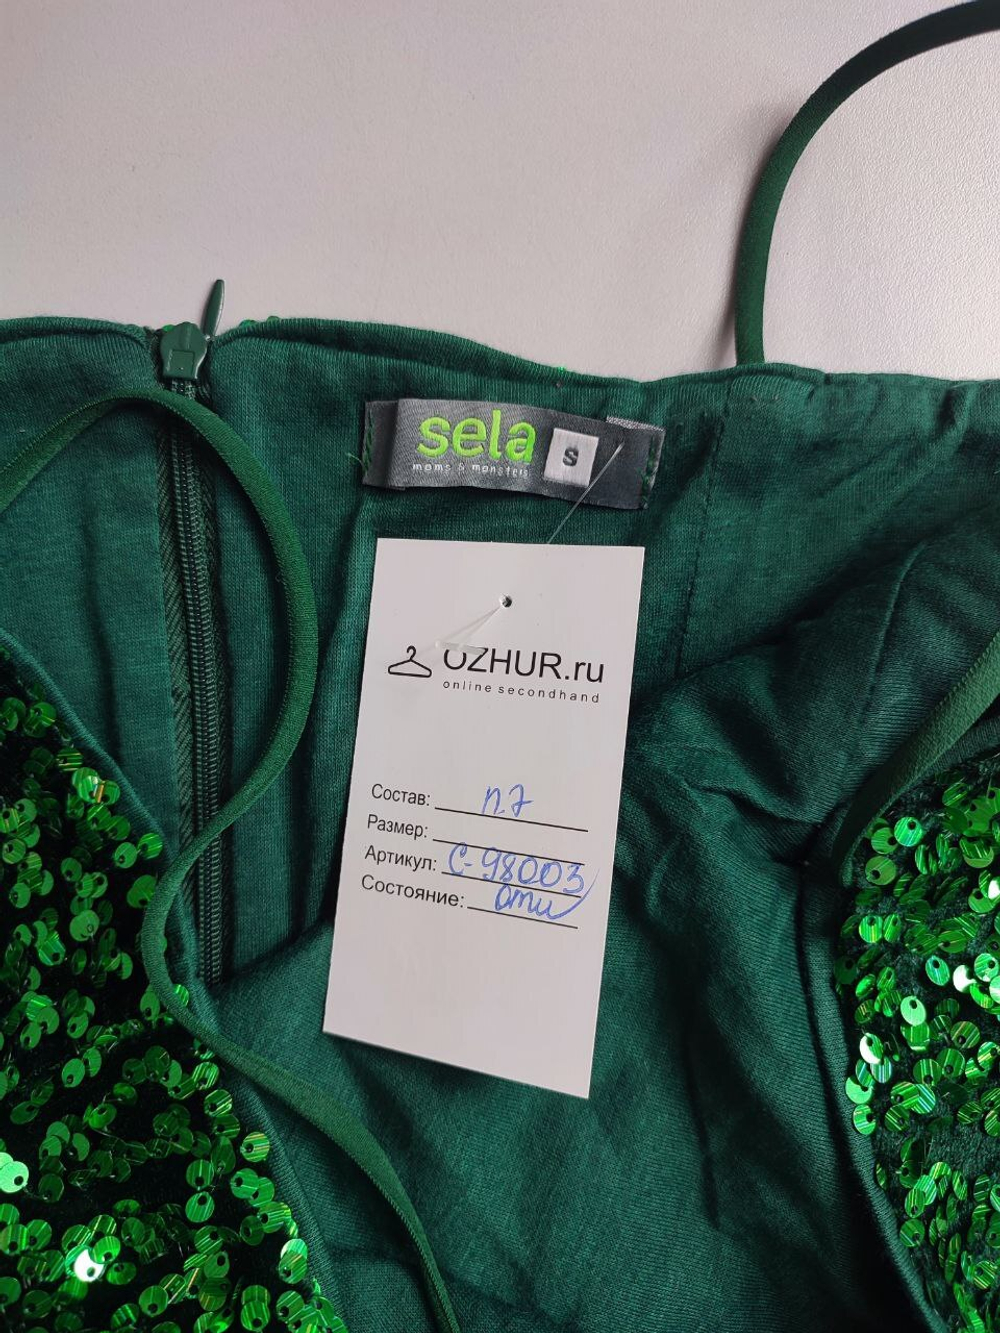 sela
moms & monsters
S
OZHUR.ru
online secondhand
Состав: п.э
Размер:
Артикул: С-98003
Состояние: отл